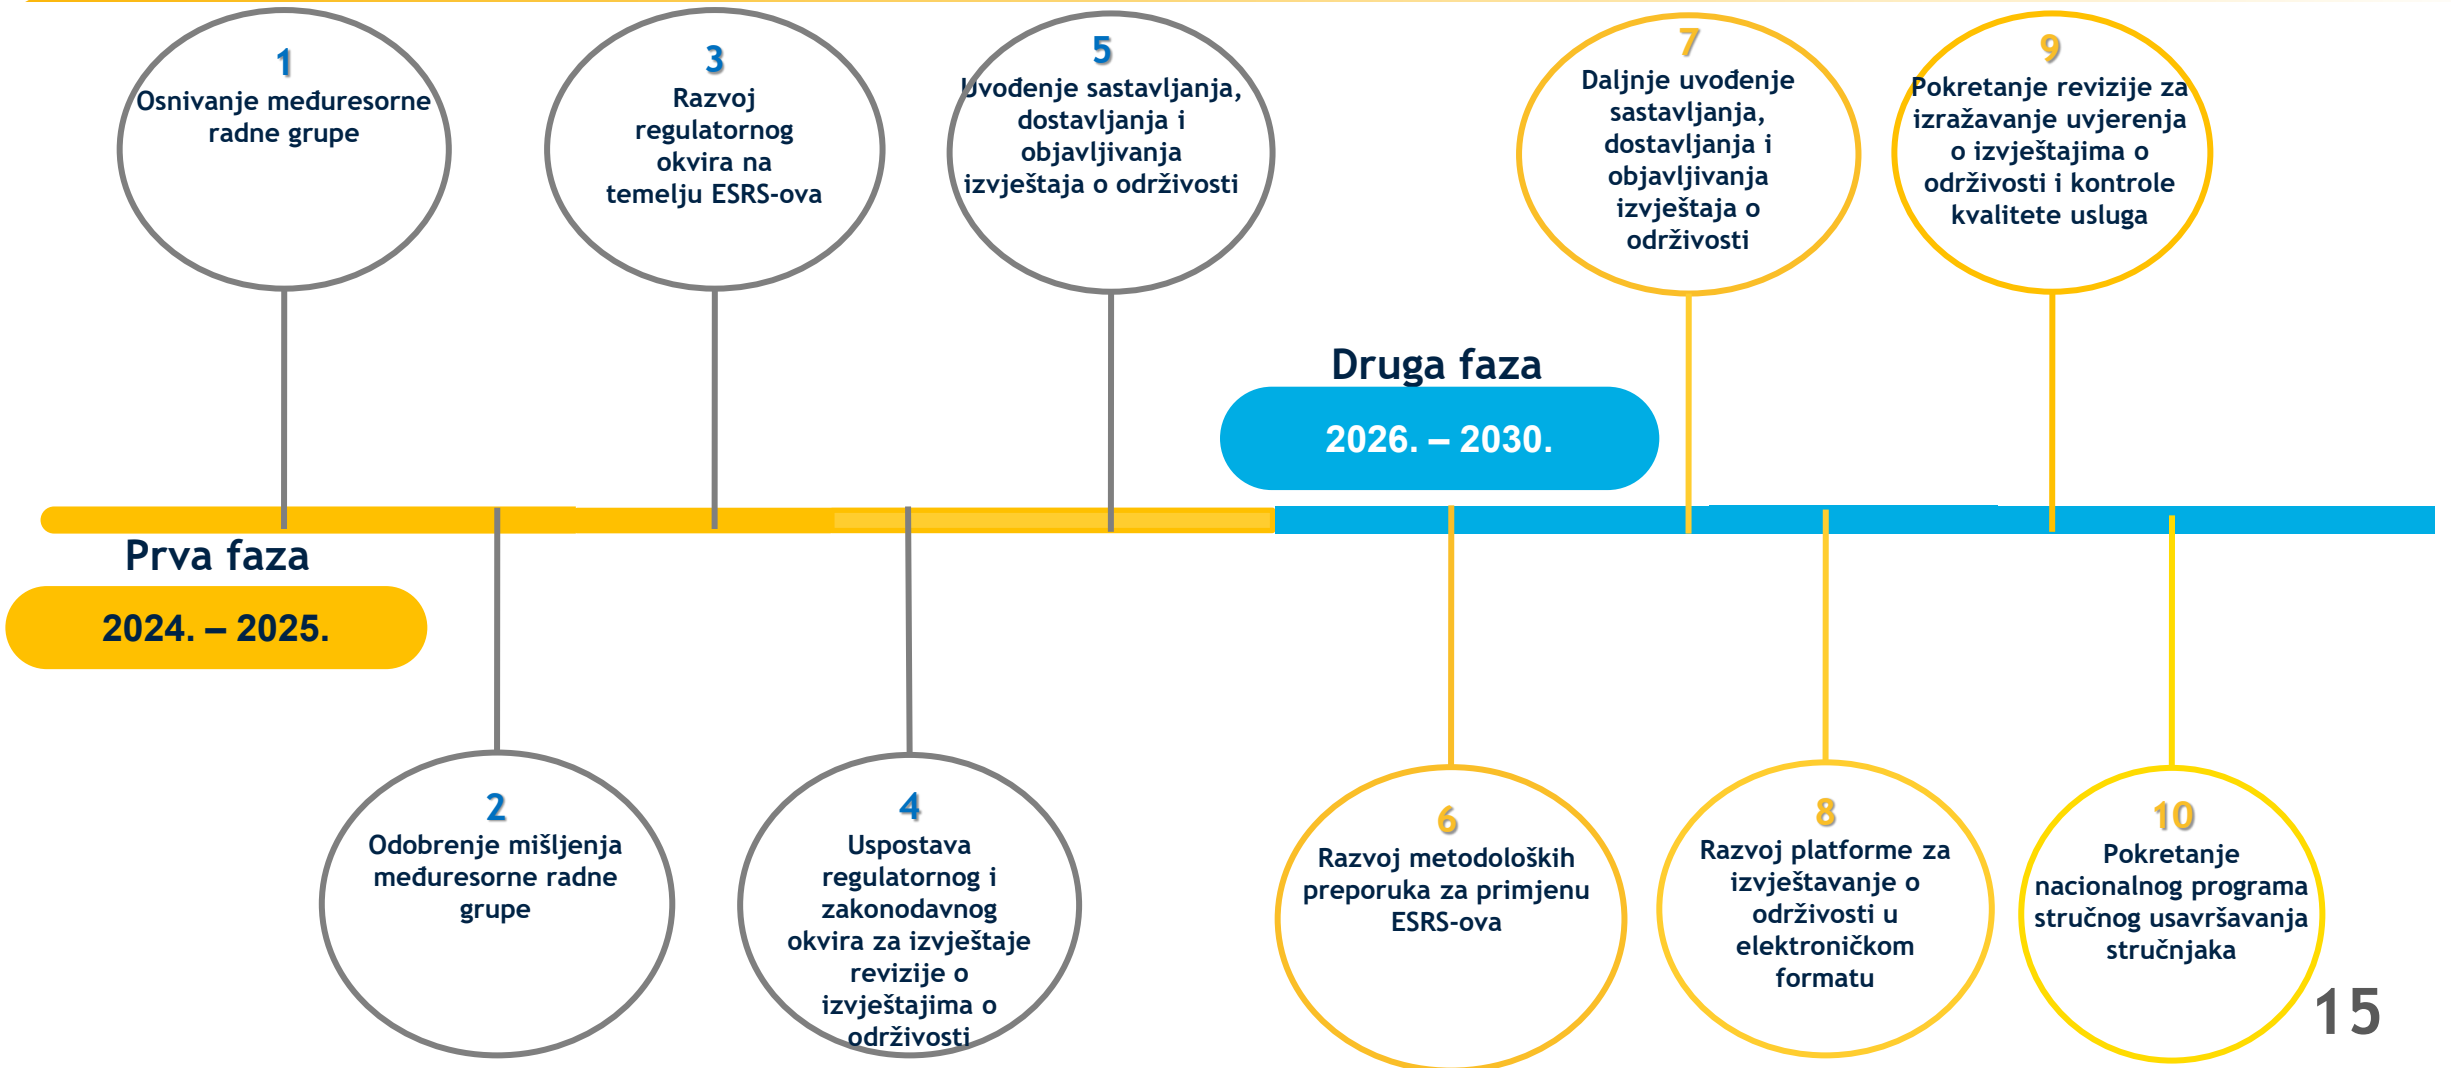 1
Osnivanje međuresorne
radne grupe
3
Razvoj
regulatornog
okvira na
temelju ESRS-ova
5
Uvođenje sastavljanja,
dostavljanja i
objavljivanja
izvještaja o održivosti
7
Daljnje uvođenje
sastavljanja,
dostavljanja i
objavljivanja
izvještaja o
održivosti
9
Pokretanje revizije za
izražavanje uvjerenja
o izvještajima o
održivosti i kontrole
kvalitete usluga
Druga faza
2026. – 2030.
Prva faza
2024. – 2025.
2
Odobrenje mišljenja
međuresorne radne
grupe
4
Uspostava
regulatornog i
zakonodavnog
okvira za izvještaje
revizije o
izvještajima o
održivosti
6
Razvoj metodoloških
preporuka za primjenu
ESRS-ova
8
Razvoj platforme za
izvještavanje o
održivosti u
elektroničkom
formatu
10
Pokretanje
nacionalnog programa
stručnog usavršavanja
stručnjaka
15